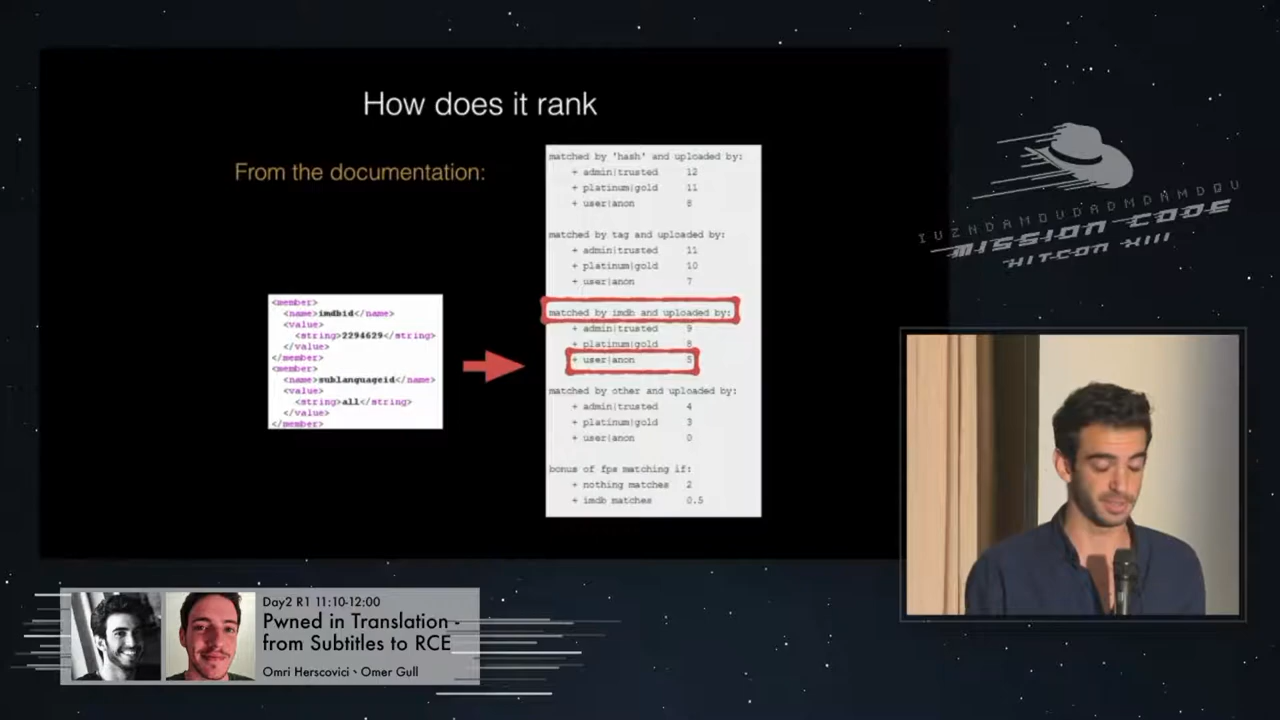 How does it rank
From the documentation:
<member>
<name>imdbid</name>
<value>
<string>2294629</string>
</value>
</member>
<member>
<name>sublanguageid</name>
<value>
<string>all</string>
</value>
</member>
matched by 'hash' and uploaded by:
+ admin|trusted 12
+ platinum|gold 11
+ user|anon 8
matched by tag and uploaded by:
+ admin|trusted 11
+ platinum|gold 10
+ user|anon 7
matched by imdb and uploaded by:
+ admin|trusted 9
+ platinum|gold 8
+ user|anon 5
matched by other and uploaded by:
+ admin|trusted 4
+ platinum|gold 3
+ user|anon 0
bonus of fps matching if:
+ nothing matches 2
+ imdb matches 0.5
MISSION CODE
HITCON XIII
Day2 R1 11:10-12:00
Pwned in Translation -
from Subtitles to RCE
Omri Herscovici、Omer Gull